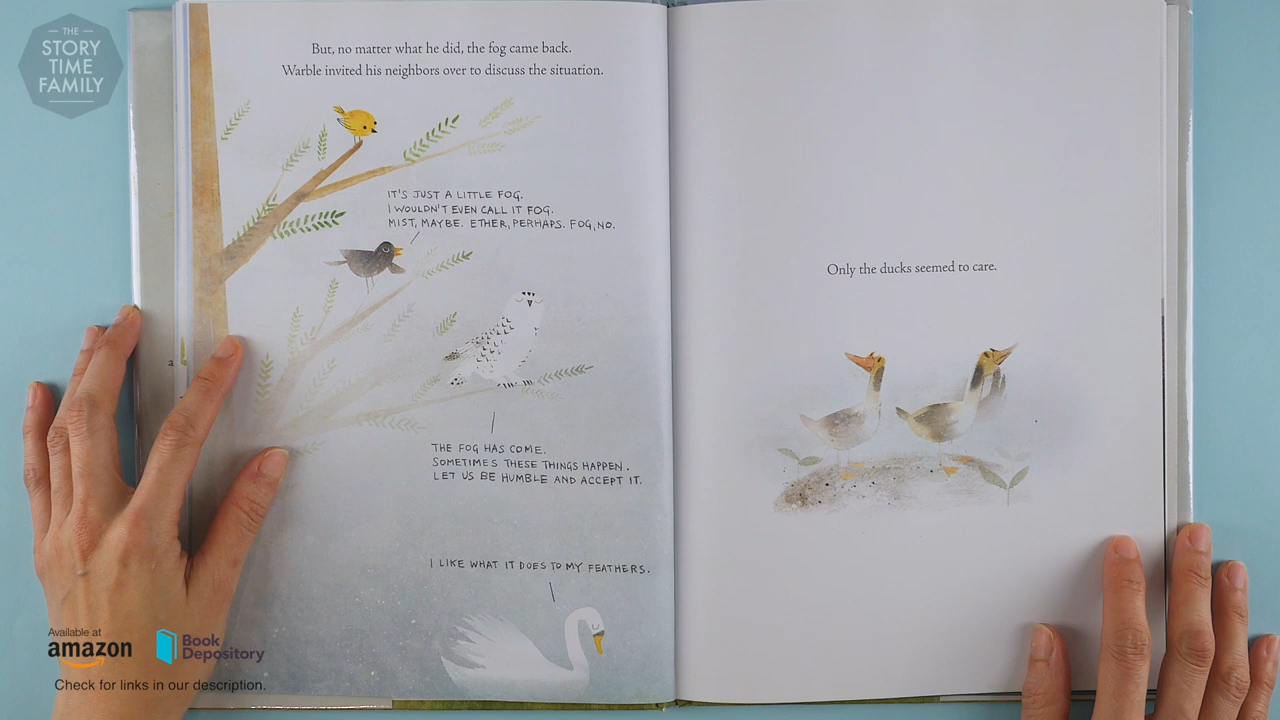 THE
STORY
TIME
FAMILY
But, no matter what he did, the fog came back.
Warble invited his neighbors over to discuss the situation.
IT'S JUST A LITTLE FOG.
I WOULDN'T EVEN CALL IT FOG.
MIST, MAYBE. ETHER, PERHAPS. FOG, NO.
THE FOG HAS COME.
SOMETIMES THESE THINGS HAPPEN.
LET US BE HUMBLE AND ACCEPT IT.
I LIKE WHAT IT DOES TO MY FEATHERS.
Only the ducks seemed to care.
a
Available at
amazon
Book
Depository
Check for links in our description.